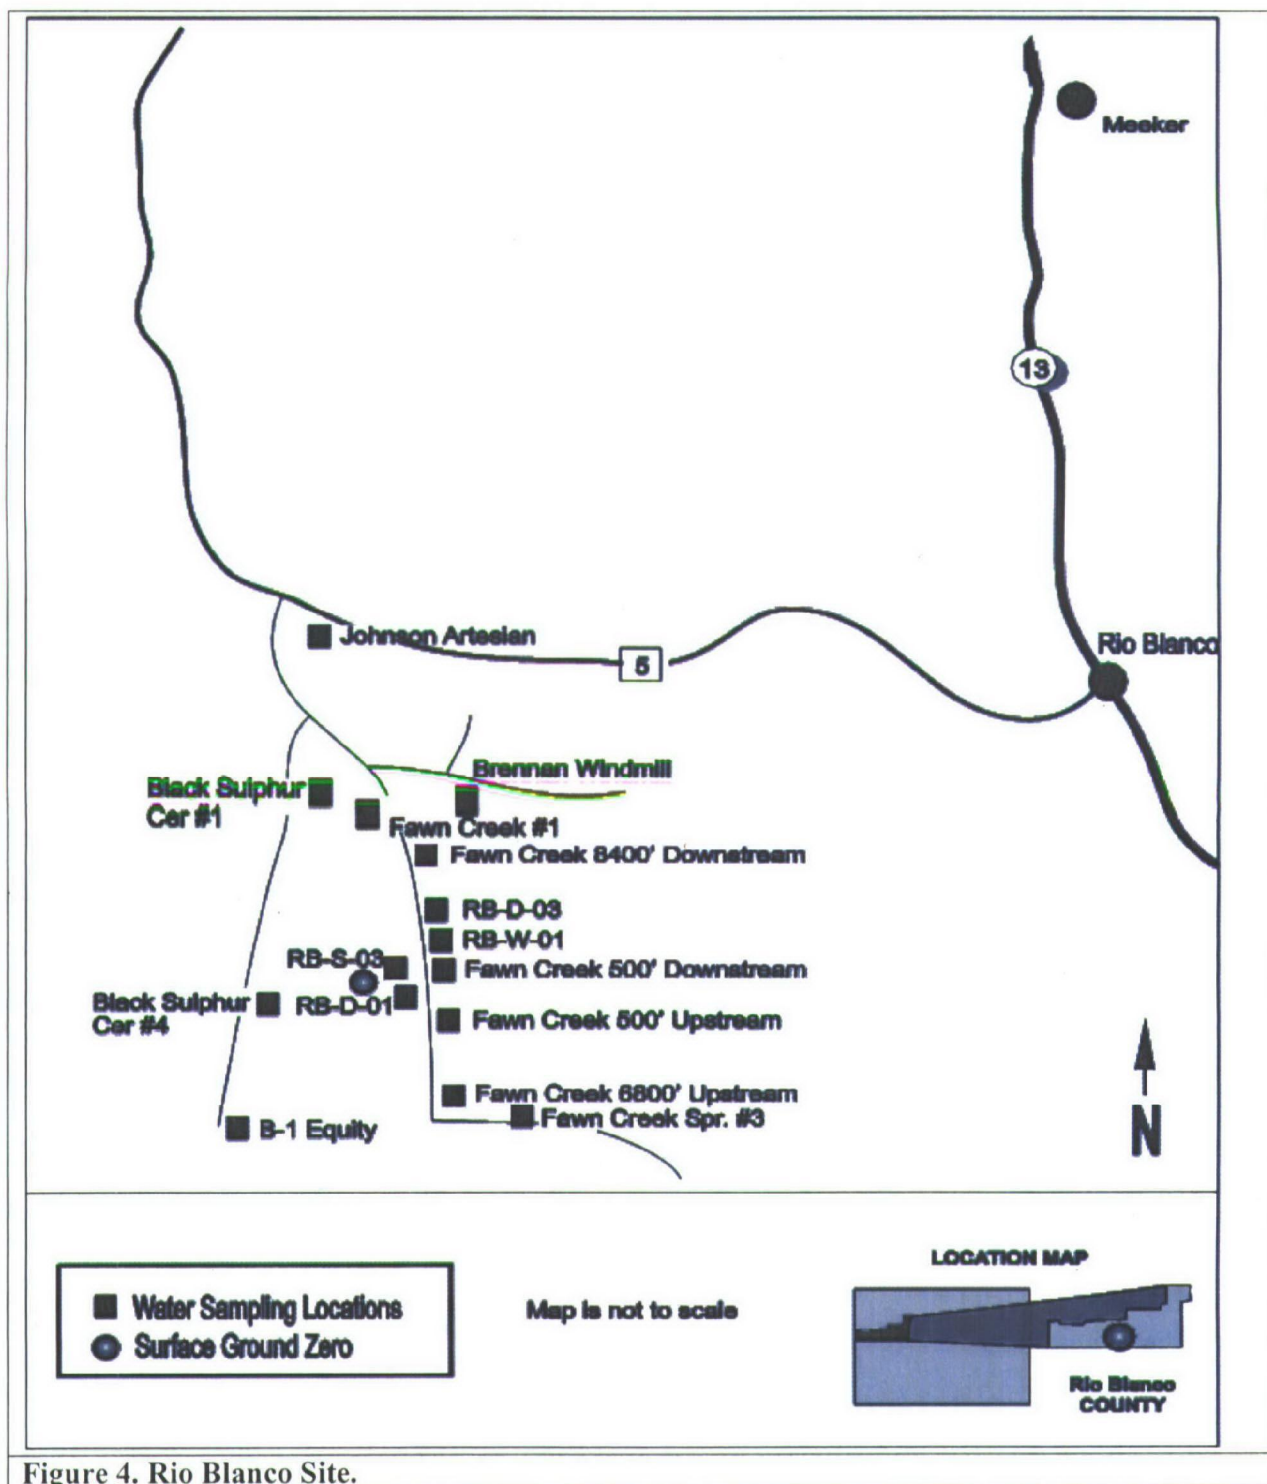 Meeker
13
Johnson Artesian
5
Rio Blanco
Brennan Windmill
Black Sulphur
Cer #1
Fawn Creek #1
Fawn Creek 8400' Downstream
RB-D-03
RB-W-01
RB-S-03
Fawn Creek 500' Downstream
Black Sulphur
Cer #4
RB-D-01
Fawn Creek 500' Upstream
Fawn Creek 6800' Upstream
Fawn Creek Spr. #3
B-1 Equity
N
LOCATION MAP
Water Sampling Locations
Surface Ground Zero
Map is not to scale
Rio Blanco
COUNTY
Figure 4. Rio Blanco Site.